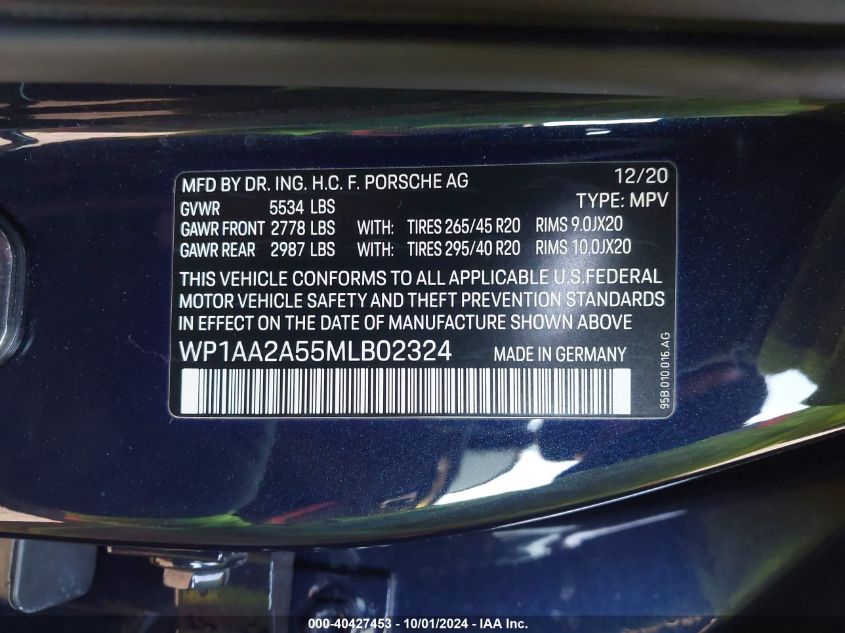 MFD BY DR. ING. H.C. F. PORSCHE AG 12/20
GVWR 5534 LBS TYPE: MPV
GAWR FRONT 2778 LBS WITH: TIRES 265/45 R20 RIMS 9.0JX20
GAWR REAR 2987 LBS WITH: TIRES 295/40 R20 RIMS 10.0JX20
THIS VEHICLE CONFORMS TO ALL APPLICABLE U.S.FEDERAL
MOTOR VEHICLE SAFETY AND THEFT PREVENTION STANDARDS
IN EFFECT ON THE DATE OF MANUFACTURE SHOWN ABOVE
WP1AA2A55MLB02324 MADE IN GERMANY
95B.010.016.AG
000-40427453 - 10/01/2024 - IAA Inc.